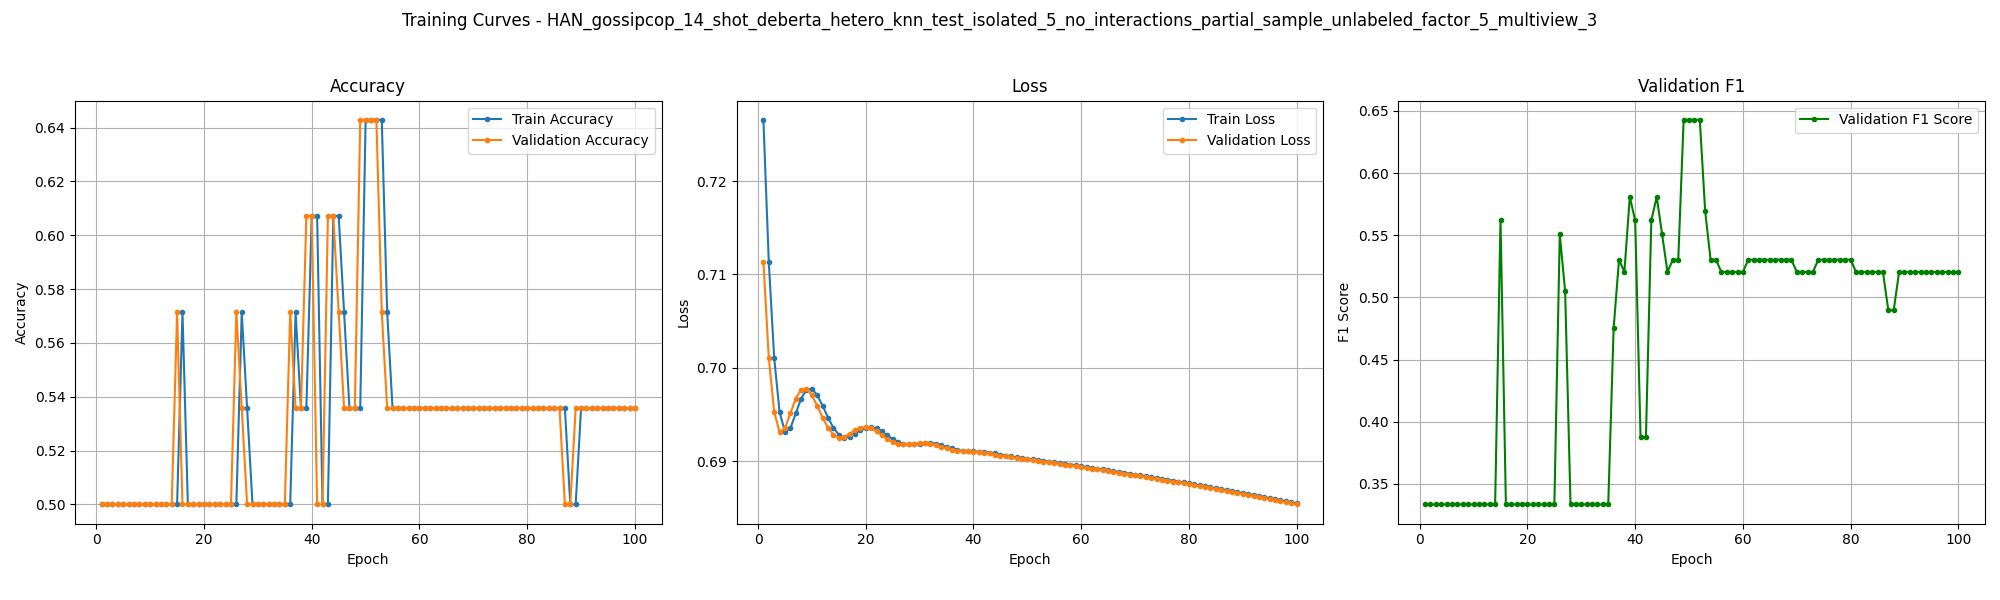 Training Curves - HAN_gossipcop_14_shot_deberta_hetero_knn_test_isolated_5_no_interactions_partial_sample_unlabeled_factor_5_multiview_3
Accuracy
Train Accuracy
Validation Accuracy
Accuracy
0.64
0.62
0.60
0.58
0.56
0.54
0.52
0.50
0 20 40 60 80 100
Epoch
Loss
Train Loss
Validation Loss
Loss
0.72
0.71
0.70
0.69
0 20 40 60 80 100
Epoch
Validation F1
Validation F1 Score
F1 Score
0.65
0.60
0.55
0.50
0.45
0.40
0.35
0 20 40 60 80 100
Epoch